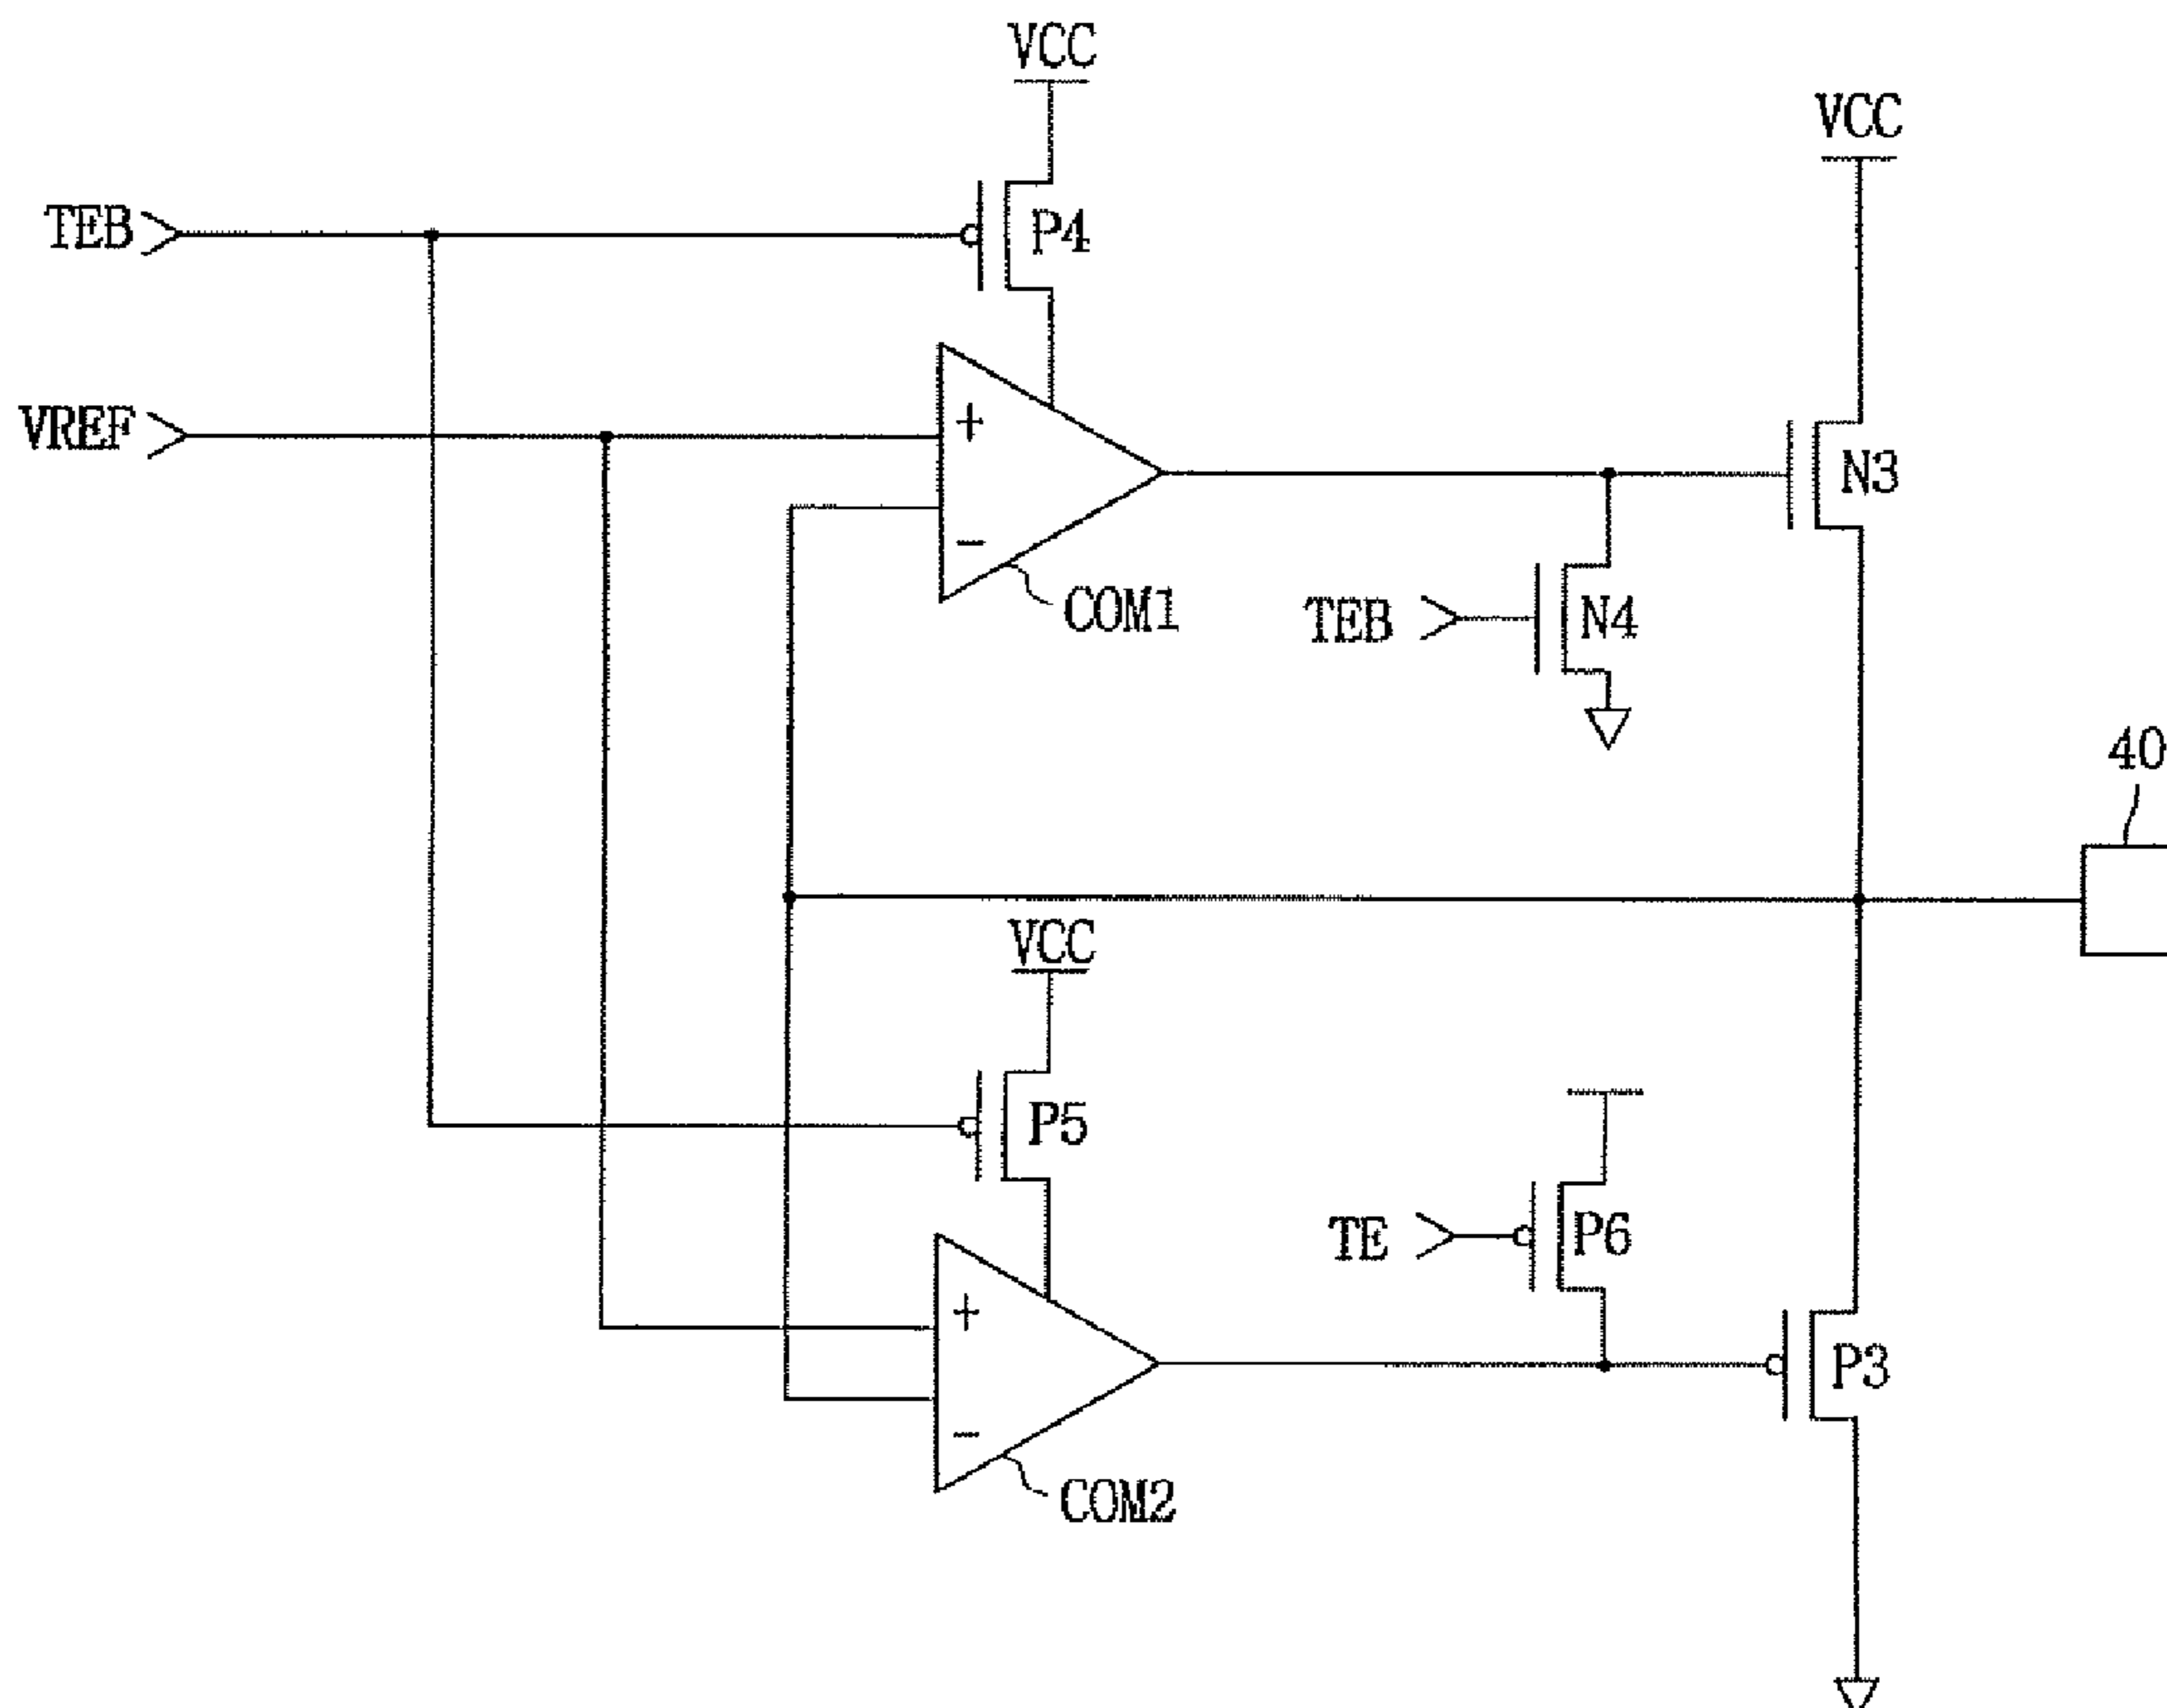 VCC
VCC
TEB
P4
VREF
+
N3
-
COM1
TEB
N4
40
VCC
P5
TE
P6
+
P3
-
COM2